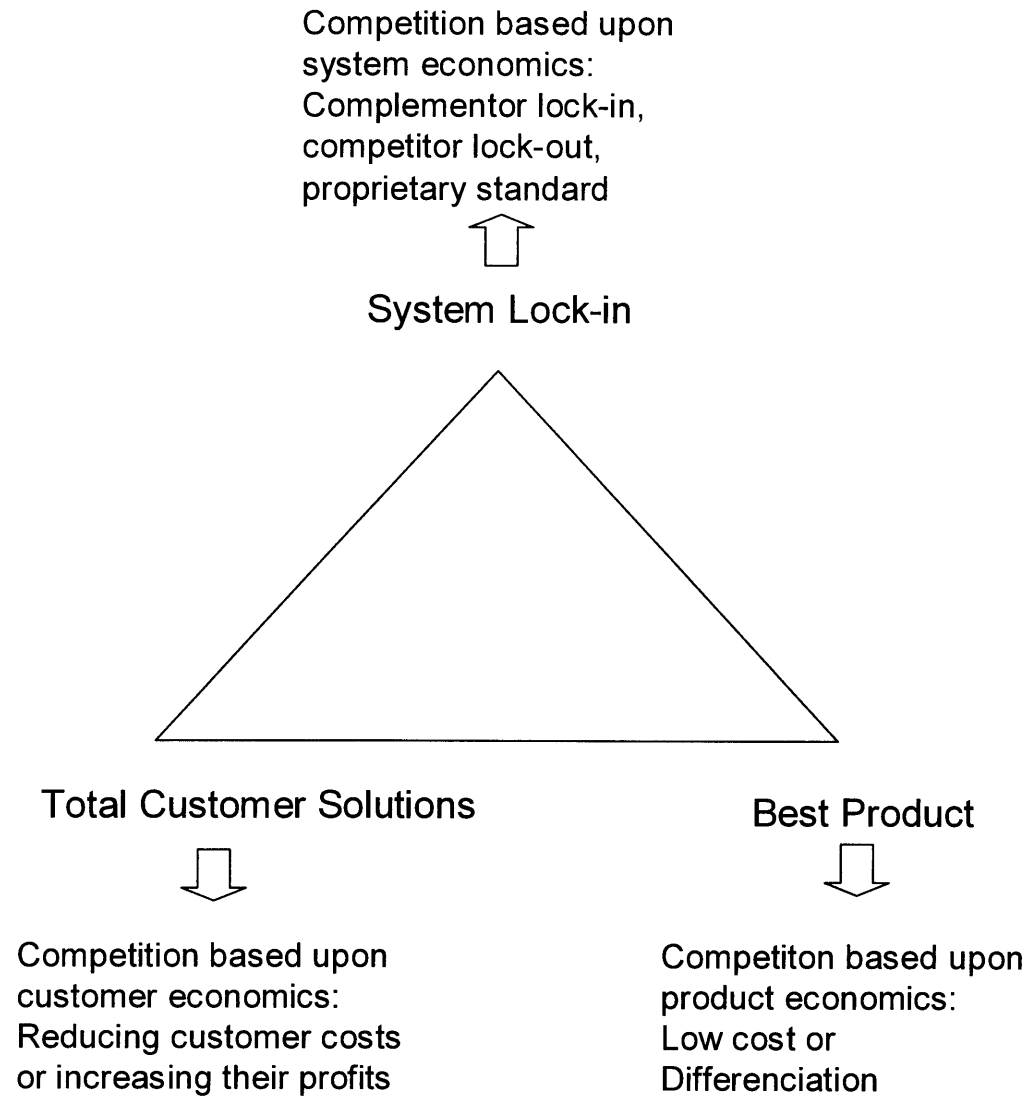 Competition based upon
system economics:
Complementor lock-in,
competitor lock-out,
proprietary standard
System Lock-in
Total Customer Solutions
Best Product
Competition based upon
customer economics:
Reducing customer costs
or increasing their profits
Competiton based upon
product economics:
Low cost or
Differenciation